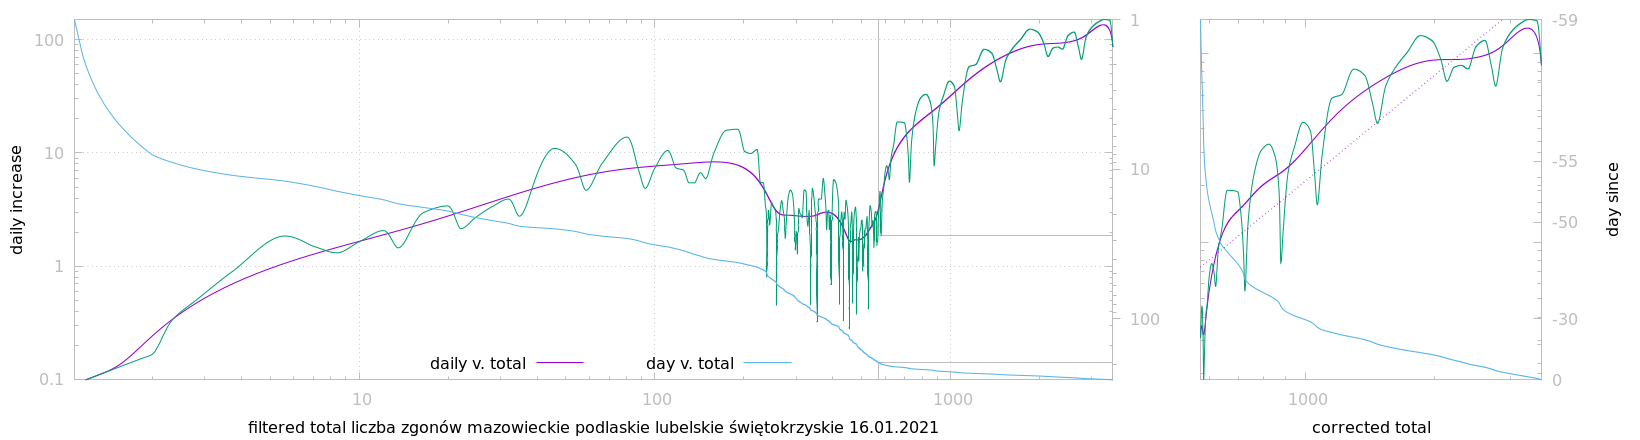 100
10
1
0.1
daily increase
daily v. total
day v. total
10
100
1000
1
10
100
filtered total liczba zgonów mazowieckie podlaskie lubelskie świętokrzyskie 16.01.2021
-59
-55
-50
-30
0
day since
1000
corrected total